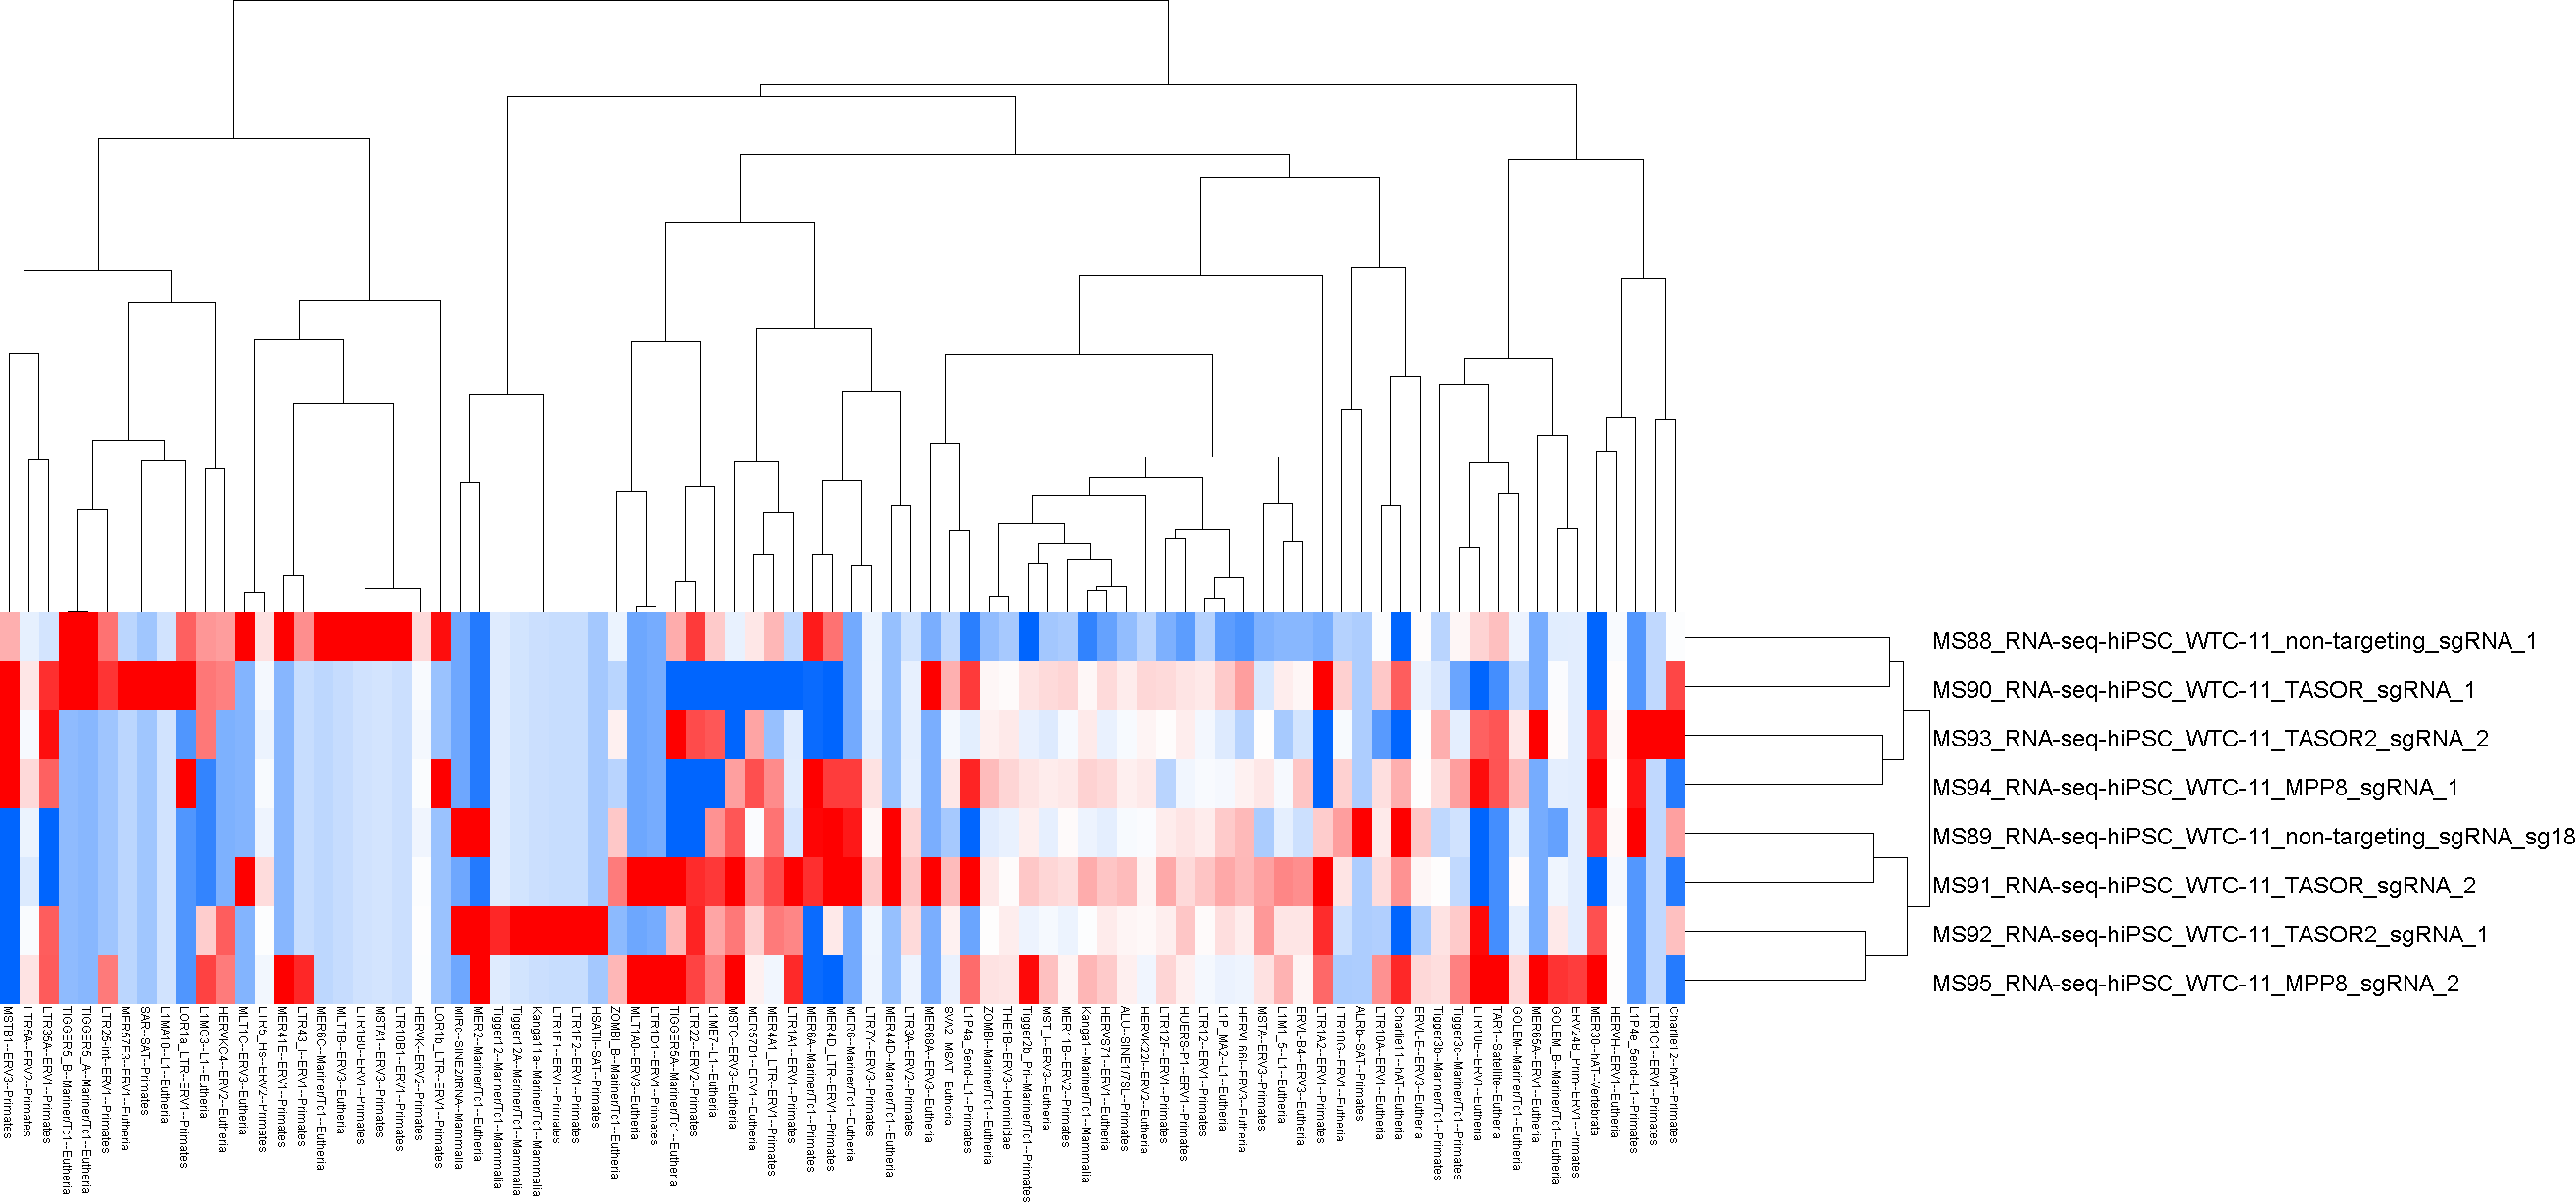 MS88_RNA-seq-hiPSC_WTC-11_non-targeting_sgRNA_1
MS90_RNA-seq-hiPSC_WTC-11_TASOR_sgRNA_1
MS93_RNA-seq-hiPSC_WTC-11_TASOR2_sgRNA_2
MS94_RNA-seq-hiPSC_WTC-11_MPP8_sgRNA_1
MS89_RNA-seq-hiPSC_WTC-11_non-targeting_sgRNA_sg18
MS91_RNA-seq-hiPSC_WTC-11_TASOR_sgRNA_2
MS92_RNA-seq-hiPSC_WTC-11_TASOR2_sgRNA_1
MS95_RNA-seq-hiPSC_WTC-11_MPP8_sgRNA_2
MSTB1--ERV3--Primates
LTR5A--ERV2--Primates
LTR35A--ERV1--Primates
TIGGER5_B--Mariner/Tc1--Eutheria
TIGGER5_A--Mariner/Tc1--Eutheria
LTR25-int--ERV1--Primates
MER57E3--ERV1--Eutheria
SAR--SAT--Primates
L1MA10--L1--Eutheria
LOR1a_LTR--ERV1--Primates
L1MC3--L1--Eutheria
HERVKC4--ERV2--Eutheria
MLT1C--ERV3--Eutheria
LTR5_Hs--ERV2--Primates
MER41E--ERV1--Primates
LTR43_I--ERV1--Primates
MER6C--Mariner/Tc1--Eutheria
MLT1B--ERV3--Eutheria
LTR1B0--ERV1--Primates
MSTA1--ERV3--Primates
LTR10B1--ERV1--Primates
HERVK--ERV2--Primates
LOR1b_LTR--ERV1--Primates
MIRc--SINE2/tRNA--Mammalia
MER2--Mariner/Tc1--Eutheria
Tigger12--Mariner/Tc1--Mammalia
Tigger12A--Mariner/Tc1--Mammalia
Kanga11a--Mariner/Tc1--Mammalia
LTR1F1--ERV1--Primates
LTR1F2--ERV1--Primates
HSATII--SAT--Primates
ZOMBI_B--Mariner/Tc1--Eutheria
MLT1A0--ERV3--Eutheria
LTR1D1--ERV1--Primates
TIGGER5A--Mariner/Tc1--Eutheria
LTR22--ERV2--Primates
L1MB7--L1--Eutheria
MSTC--ERV3--Eutheria
MER57B1--ERV1--Eutheria
MER4A1_LTR--ERV1--Primates
LTR1A1--ERV1--Primates
MER6A--Mariner/Tc1--Primates
MER4D_LTR--ERV1--Primates
MER6--Mariner/Tc1--Eutheria
LTR7Y--ERV3--Primates
MER44D--Mariner/Tc1--Eutheria
LTR3A--ERV2--Primates
MER68A--ERV3--Eutheria
SVA2--MSAT--Eutheria
L1P4a_5end--L1--Primates
ZOMBI--Mariner/Tc1--Eutheria
THE1B--ERV3--Hominidae
Tigger2b_Pri--Mariner/Tc1--Primates
MST_I--ERV3--Eutheria
MER11B--ERV2--Primates
Kanga1--Mariner/Tc1--Mammalia
HERVS71--ERV1--Eutheria
ALU--SINE1/7SL--Primates
HERVK22I--ERV2--Eutheria
LTR12F--ERV1--Primates
HUERS-P1--ERV1--Primates
LTR12--ERV1--Primates
L1P_MA2--L1--Eutheria
HERVL66I--ERV3--Eutheria
MSTA--ERV3--Primates
L1M1_5--L1--Eutheria
ERVL-B4--ERV3--Eutheria
LTR1A2--ERV1--Primates
LTR10G--ERV1--Eutheria
ALRb--SAT--Primates
LTR10A--ERV1--Eutheria
Charlie11--hAT--Eutheria
ERVL-E--ERV3--Eutheria
Tigger3b--Mariner/Tc1--Primates
Tigger3c--Mariner/Tc1--Primates
LTR10E--ERV1--Eutheria
TAR1--Satellite--Eutheria
GOLEM--Mariner/Tc1--Eutheria
MER65A--ERV1--Eutheria
GOLEM_B--Mariner/Tc1--Eutheria
ERV24B_Prim--ERV1--Primates
MER30--hAT--Vertebrata
HERVH--ERV1--Eutheria
L1P4e_5end--L1--Primates
LTR1C1--ERV1--Primates
Charlie12--hAT--Primates